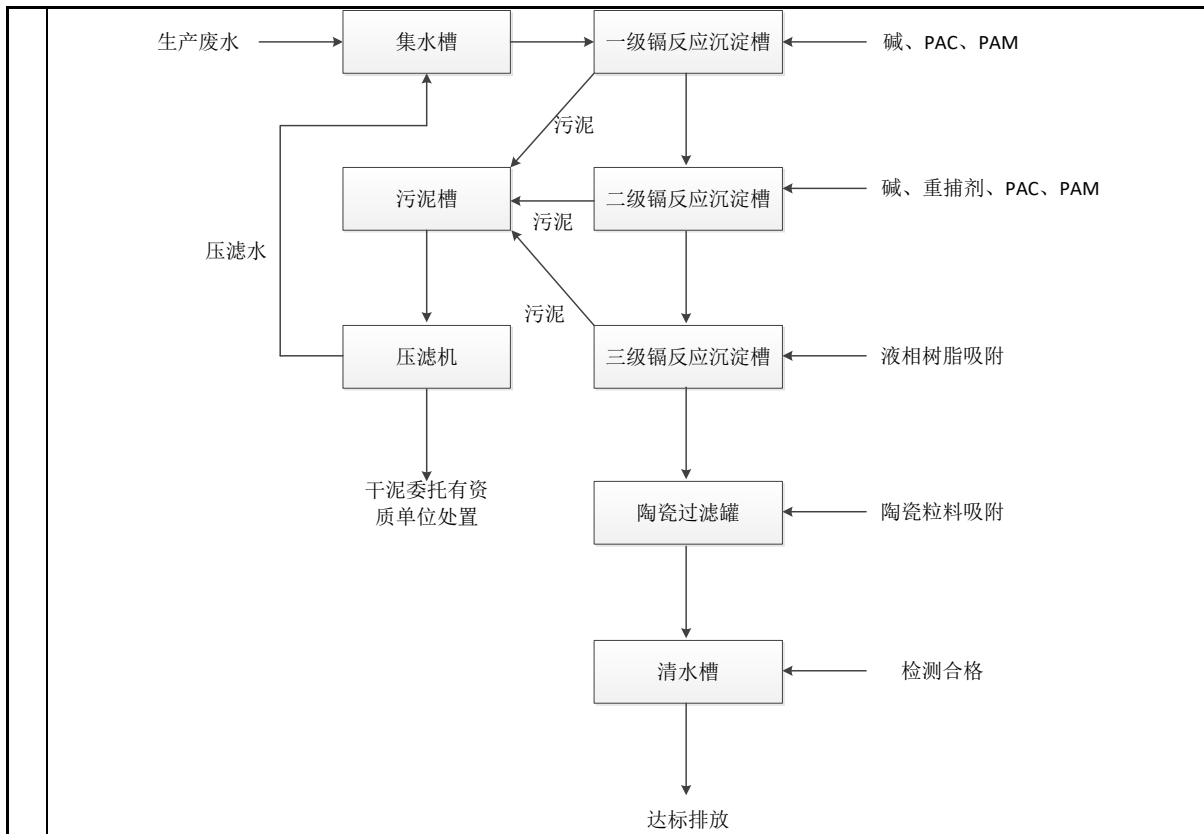 生产废水
集水槽
一级镉反应沉淀槽
碱、PAC、PAM
污泥
污泥槽
二级镉反应沉淀槽
碱、重捕剂、PAC、PAM
污泥
压滤水
污泥
压滤机
三级镉反应沉淀槽
液相树脂吸附
干泥委托有资
质单位处置
陶瓷过滤罐
陶瓷粒料吸附
清水槽
检测合格
达标排放